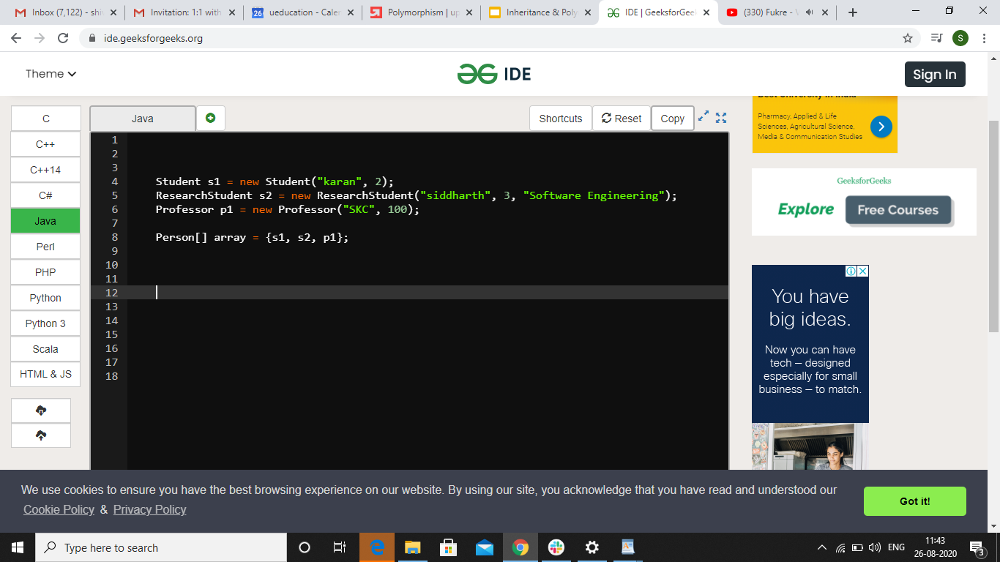 Inbox (7,122) - shi
Invitation: 1:1 with
ueducation - Caler
Polymorphism | up
Inheritance & Poly
IDE | GeeksforGee
(330) Fukre - 
26
ide.geeksforgeeks.org
S
Theme
IDE
Sign In
C
C++
C++14
C#
Java
Perl
PHP
Python
Python 3
Scala
HTML & JS
Java
Shortcuts
Reset
Copy
1
2
3
4 Student s1 = new Student("karan", 2);
5 ResearchStudent s2 = new ResearchStudent("siddharth", 3, "Software Engineering");
6 Professor p1 = new Professor("SKC", 100);
7
8 Person[] array = {s1, s2, p1};
9
10
11
12
13
14
15
16
17
18
Best University in India
Pharmacy, Applied & Life
Sciences, Agricultural Science,
Media & Communication Studies
GeeksforGeeks
Explore Free Courses
You have
big ideas.
Now you can have
tech – designed
especially for small
business – to match.
We use cookies to ensure you have the best browsing experience on our website. By using our site, you acknowledge that you have read and understood our
Cookie Policy & Privacy Policy
Got it!
Type here to search
ENG
11:43
26-08-2020
3